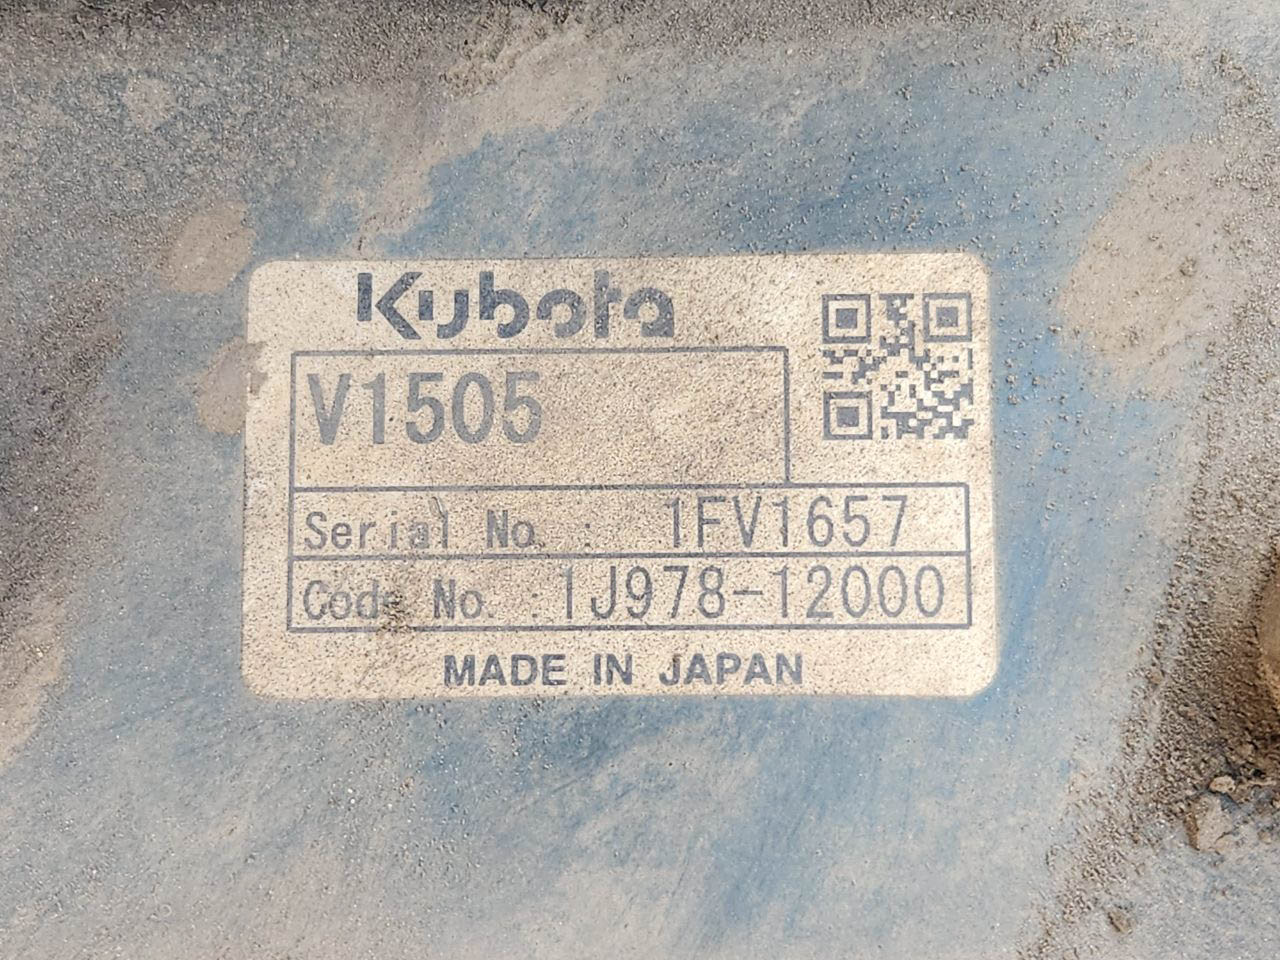 Kubota
V1505
Serial No. : 1FV1657
Code No. : 1J978-12000
MADE IN JAPAN